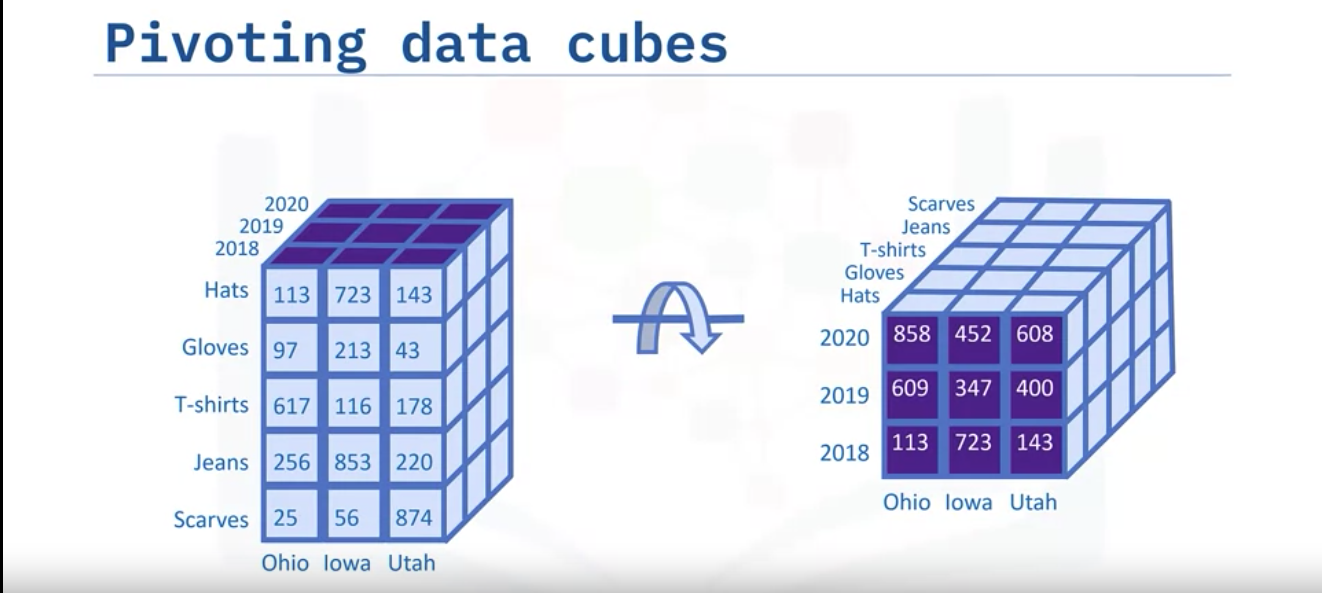 Pivoting data cubes
2020
2019
2018
Hats 113 723 143
Gloves 97 213 43
T-shirts 617 116 178
Jeans 256 853 220
Scarves 25 56 874
Ohio Iowa Utah
Scarves
Jeans
T-shirts
Gloves
Hats
2020 858 452 608
2019 609 347 400
2018 113 723 143
Ohio Iowa Utah